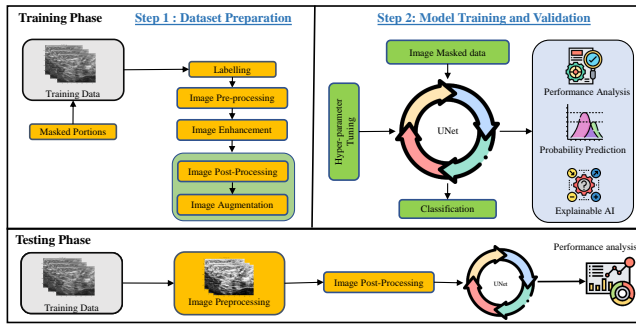 Training Phase
Step 1 : Dataset Preparation
Training Data
Masked Portions
Labelling
Image Pre-processing
Image Enhancement
Image Post-Processing
Image Augmentation
Step 2: Model Training and Validation
Image Masked data
Hyper-parameter
Tuning
UNet
Classification
Performance Analysis
Probability Prediction
Explainable AI
Testing Phase
Training Data
Image Preprocessing
Image Post-Processing
UNet
Performance analysis